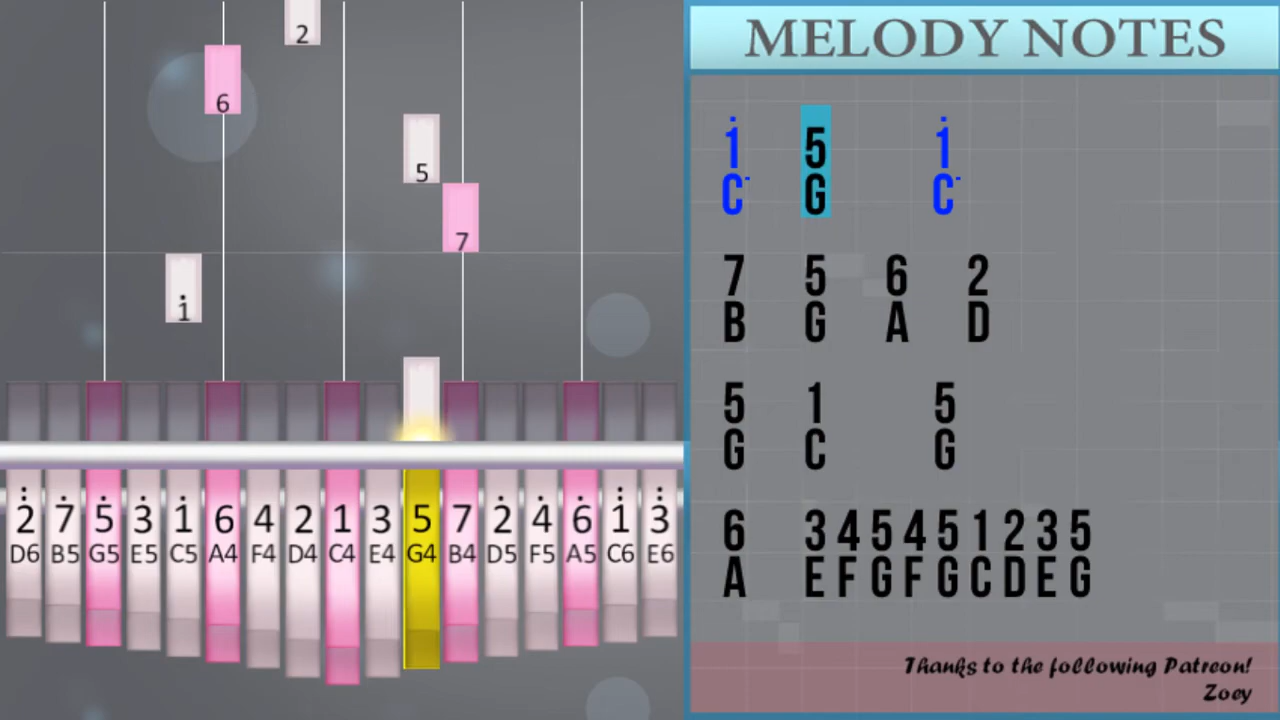 2
6
5
7
1̇
2̈ 7̇ 5̇ 3̇ 1̇ 6 4 2 1 3 5 7 2̇ 4̇ 6̇ 1̈ 3̈
D6 B5 G5 E5 C5 A4 F4 D4 C4 E4 G4 B4 D5 F5 A5 C6 E6
MELODY NOTES
1̇ 5 1̇
C˙ G C˙
7 5 6 2
B G A D
5 1 5
G C G
6 3 4 5 4 5 1 2 3 5
A E F G F G C D E G
Thanks to the following Patreon!
Zoey